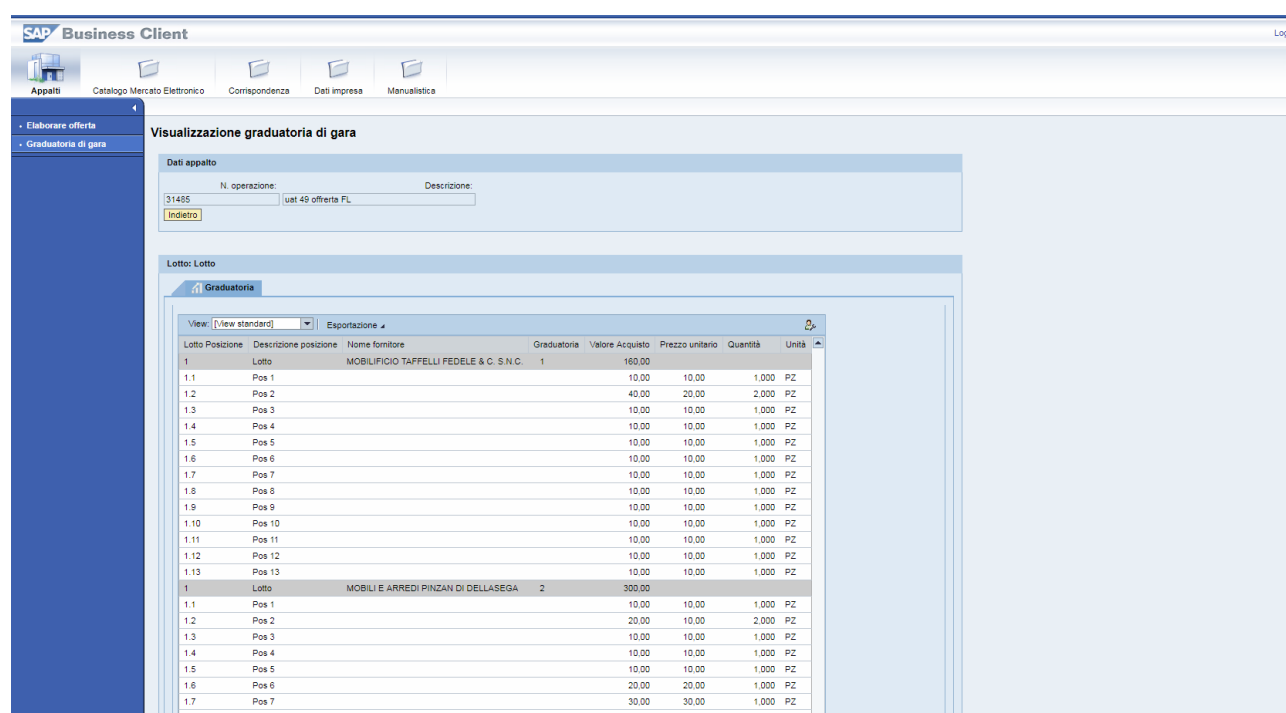 SAP Business Client
Log
Appalti Catalogo Mercato Elettronico Corrispondenza Dati impresa Manualistica
Elaborare offerta
Graduatoria di gara
Visualizzazione graduatoria di gara
Dati appalto
N. operazione: Descrizione:
31485 uat 49 offrerta FL
Indietro
Lotto: Lotto
Graduatoria
View: [View standard] Esportazione
Lotto Posizione Descrizione posizione Nome fornitore Graduatoria Valore Acquisto Prezzo unitario Quantità Unità
1 Lotto MOBILIFICIO TAFFELLI FEDELE & C. S.N.C. 1 160,00
1.1 Pos 1 10,00 10,00 1,000 PZ
1.2 Pos 2 40,00 20,00 2,000 PZ
1.3 Pos 3 10,00 10,00 1,000 PZ
1.4 Pos 4 10,00 10,00 1,000 PZ
1.5 Pos 5 10,00 10,00 1,000 PZ
1.6 Pos 6 10,00 10,00 1,000 PZ
1.7 Pos 7 10,00 10,00 1,000 PZ
1.8 Pos 8 10,00 10,00 1,000 PZ
1.9 Pos 9 10,00 10,00 1,000 PZ
1.10 Pos 10 10,00 10,00 1,000 PZ
1.11 Pos 11 10,00 10,00 1,000 PZ
1.12 Pos 12 10,00 10,00 1,000 PZ
1.13 Pos 13 10,00 10,00 1,000 PZ
1 Lotto MOBILI E ARREDI PINZAN DI DELLASEGA 2 300,00
1.1 Pos 1 10,00 10,00 1,000 PZ
1.2 Pos 2 20,00 10,00 2,000 PZ
1.3 Pos 3 10,00 10,00 1,000 PZ
1.4 Pos 4 10,00 10,00 1,000 PZ
1.5 Pos 5 10,00 10,00 1,000 PZ
1.6 Pos 6 20,00 20,00 1,000 PZ
1.7 Pos 7 30,00 30,00 1,000 PZ